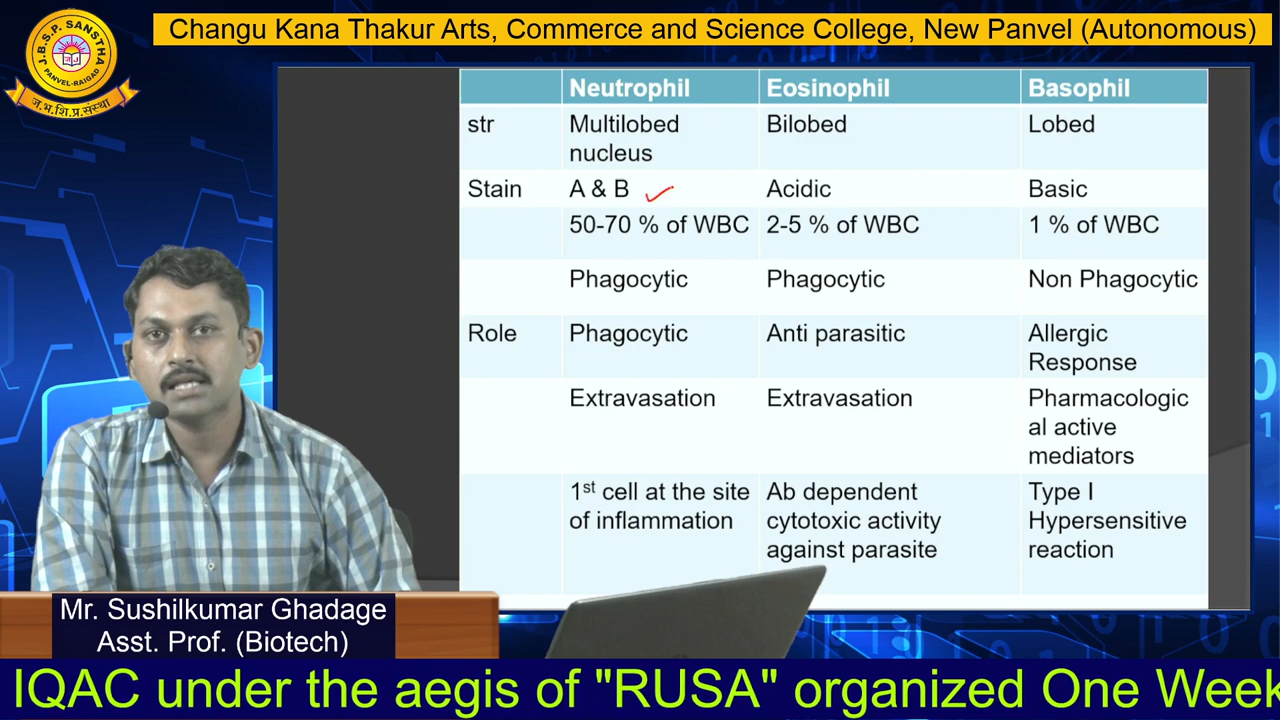 Changu Kana Thakur Arts, Commerce and Science College, New Panvel (Autonomous)
J.B.S.P. SANSTHA
PANVEL-RAIGAD
ज.भ.शि.प्र.संस्था
Neutrophil Eosinophil Basophil
str Multilobed Bilobed Lobed
nucleus
Stain A & B Acidic Basic
50-70 % of WBC 2-5 % of WBC 1 % of WBC
Phagocytic Phagocytic Non Phagocytic
Role Phagocytic Anti parasitic Allergic
Response
Extravasation Extravasation Pharmacologic
al active
mediators
1st cell at the site Ab dependent Type I
of inflammation cytotoxic activity Hypersensitive
against parasite reaction
Mr. Sushilkumar Ghadage
Asst. Prof. (Biotech)
IQAC under the aegis of "RUSA" organized One Week